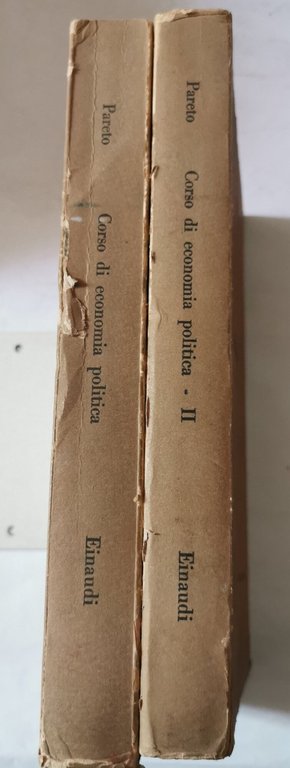 Pareto
Corso di economia politica
Einaudi
Pareto
Corso di economia politica - II
Einaudi